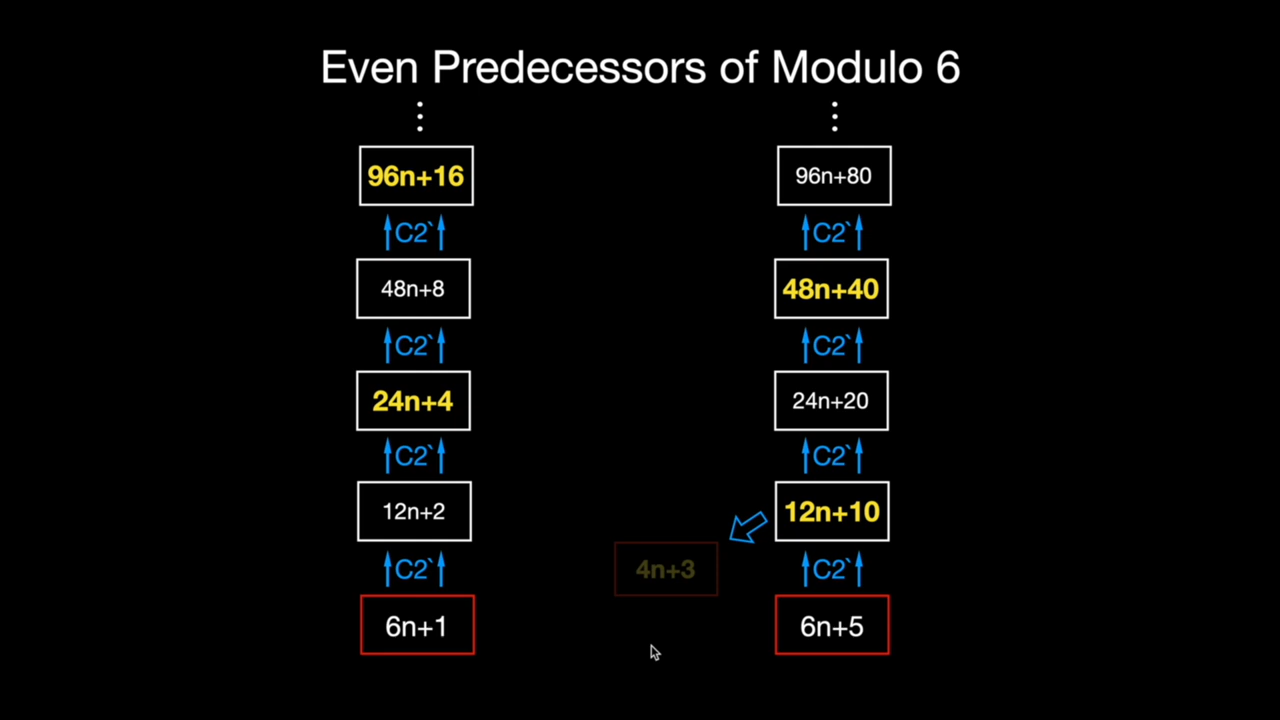 Even Predecessors of Modulo 6
⋮ ⋮
96n+16 96n+80
C2` C2`
48n+8 48n+40
C2` C2`
24n+4 24n+20
C2` C2`
12n+2 12n+10
4n+3
C2` C2`
6n+1 6n+5